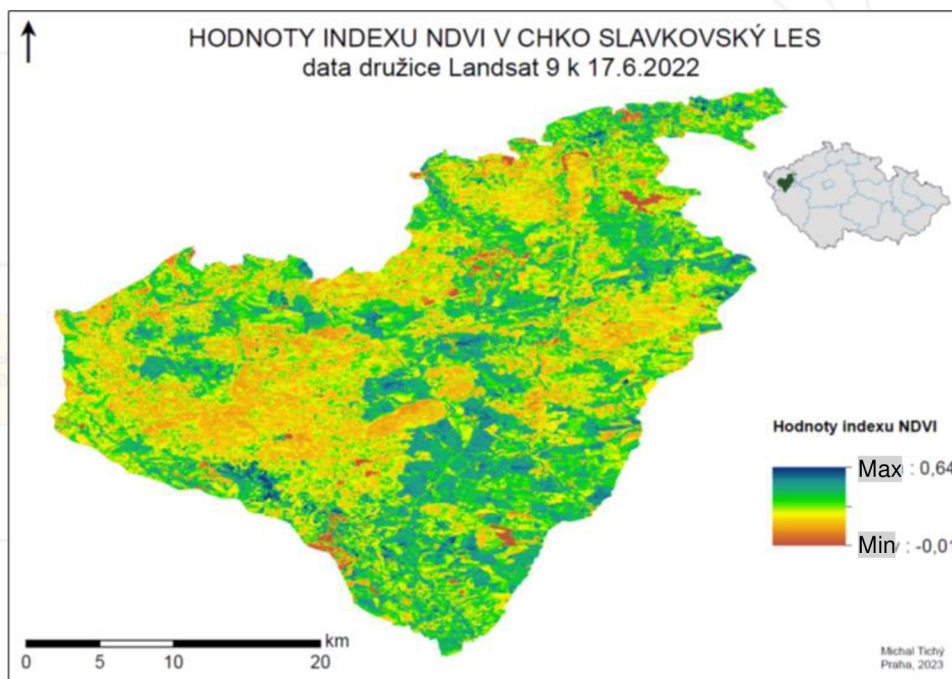 HODNOTY INDEXU NDVI V CHKO SLAVKOVSKÝ LES
data družice Landsat 9 k 17.6.2022
Hodnoty indexu NDVI
Max : 0,64
Min : -0,01
km
0 5 10 20
Michal Tichý
Praha, 2023